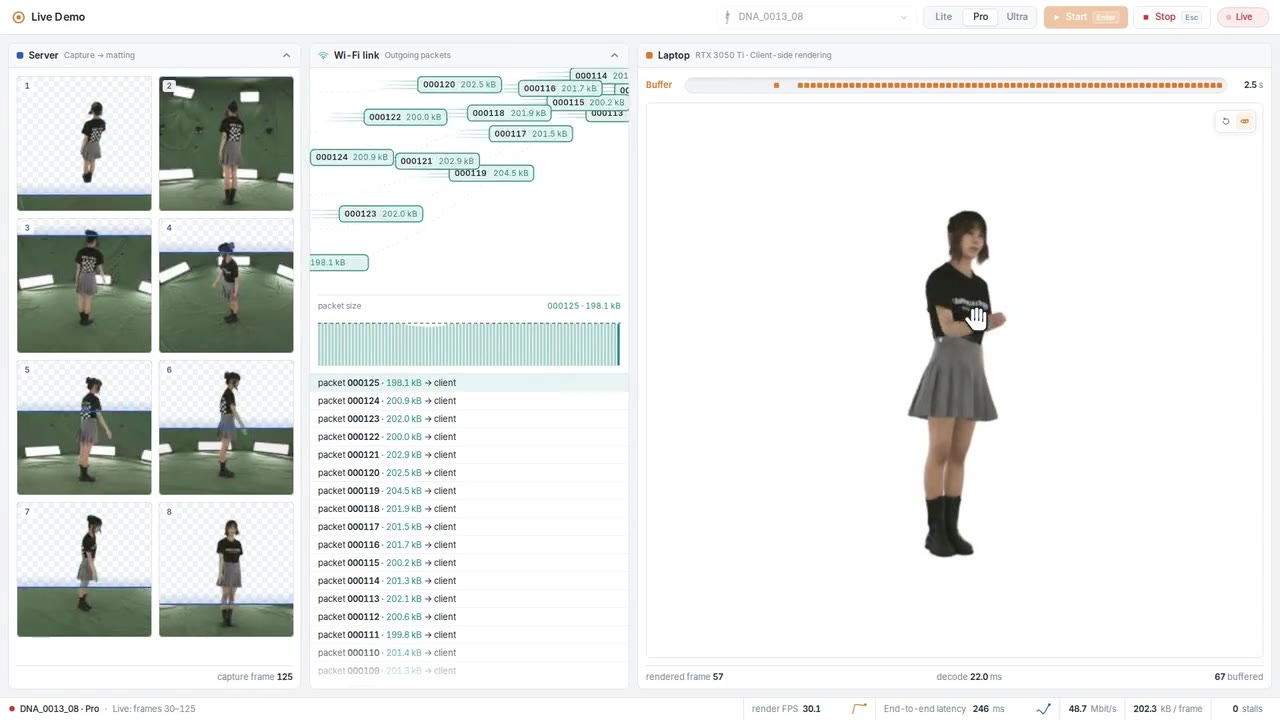 Live Demo
DNA_0013_08
Lite Pro Ultra
Start Enter
Stop Esc
Live
Server Capture → matting
1
2
3
4
5
6
7
8
capture frame 125
Wi-Fi link Outgoing packets
000114 201
000120 202.5 kB
000116 201.7 kB
000115 200.2 kB
000113
000122 200.0 kB
000118 201.9 kB
000117 201.5 kB
000124 200.9 kB
000121 202.9 kB
000119 204.5 kB
000123 202.0 kB
198.1 kB
packet size 000125 · 198.1 kB
packet 000125 · 198.1 kB → client
packet 000124 · 200.9 kB → client
packet 000123 · 202.0 kB → client
packet 000122 · 200.0 kB → client
packet 000121 · 202.9 kB → client
packet 000120 · 202.5 kB → client
packet 000119 · 204.5 kB → client
packet 000118 · 201.9 kB → client
packet 000117 · 201.5 kB → client
packet 000116 · 201.7 kB → client
packet 000115 · 200.2 kB → client
packet 000114 · 201.3 kB → client
packet 000113 · 202.1 kB → client
packet 000112 · 200.6 kB → client
packet 000111 · 199.8 kB → client
packet 000110 · 201.4 kB → client
packet 000109 · 201.3 kB → client
Laptop RTX 3050 Ti · Client-side rendering
Buffer 2.5 s
rendered frame 57
decode 22.0 ms
67 buffered
DNA_0013_08 · Pro · Live: frames 30–125
render FPS 30.1
End-to-end latency 246 ms
48.7 Mbit/s
202.3 kB / frame
0 stalls